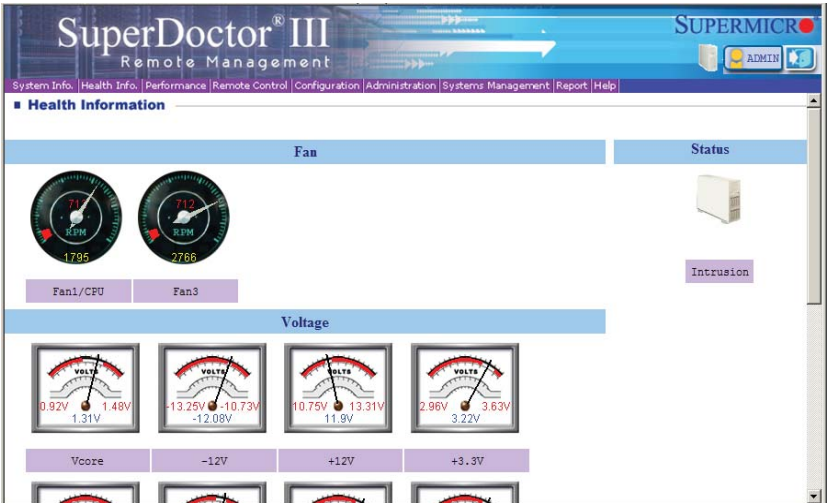 SuperDoctor® III
Remote Management
SUPERMICR
ADMIN
System Info. Health Info. Performance Remote Control Configuration Administration Systems Management Report Help
Health Information
Fan
Status
712
RPM
1795
712
RPM
2766
Fan1/CPU Fan3
Intrusion
Voltage
VOLTS VOLTS VOLTS VOLTS
0.92V 1.48V -13.25V -10.73V 10.75V 13.31V 2.96V 3.63V
1.31V -12.08V 11.9V 3.22V
Vcore -12V +12V +3.3V